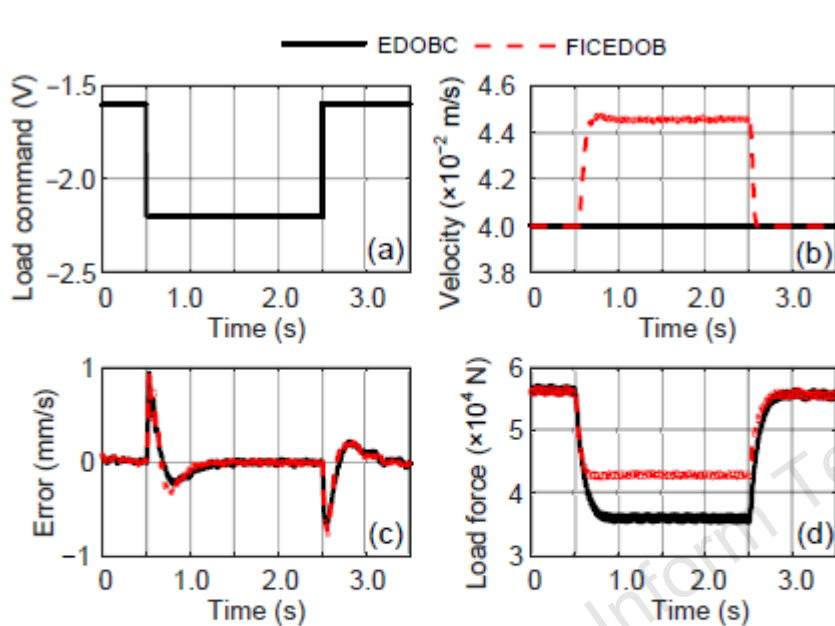 EDOBC FICEDOB
Load command (V)
−1.5
−2.0
−2.5
0 1.0 2.0 3.0
Time (s)
(a)
Velocity (×10⁻² m/s)
4.6
4.4
4.2
4.0
3.8
0 1.0 2.0 3.0
Time (s)
(b)
Error (mm/s)
1
0
−1
0 1.0 2.0 3.0
Time (s)
(c)
Load force (×10⁴ N)
6
5
4
3
0 1.0 2.0 3.0
Time (s)
(d)
Inform Te